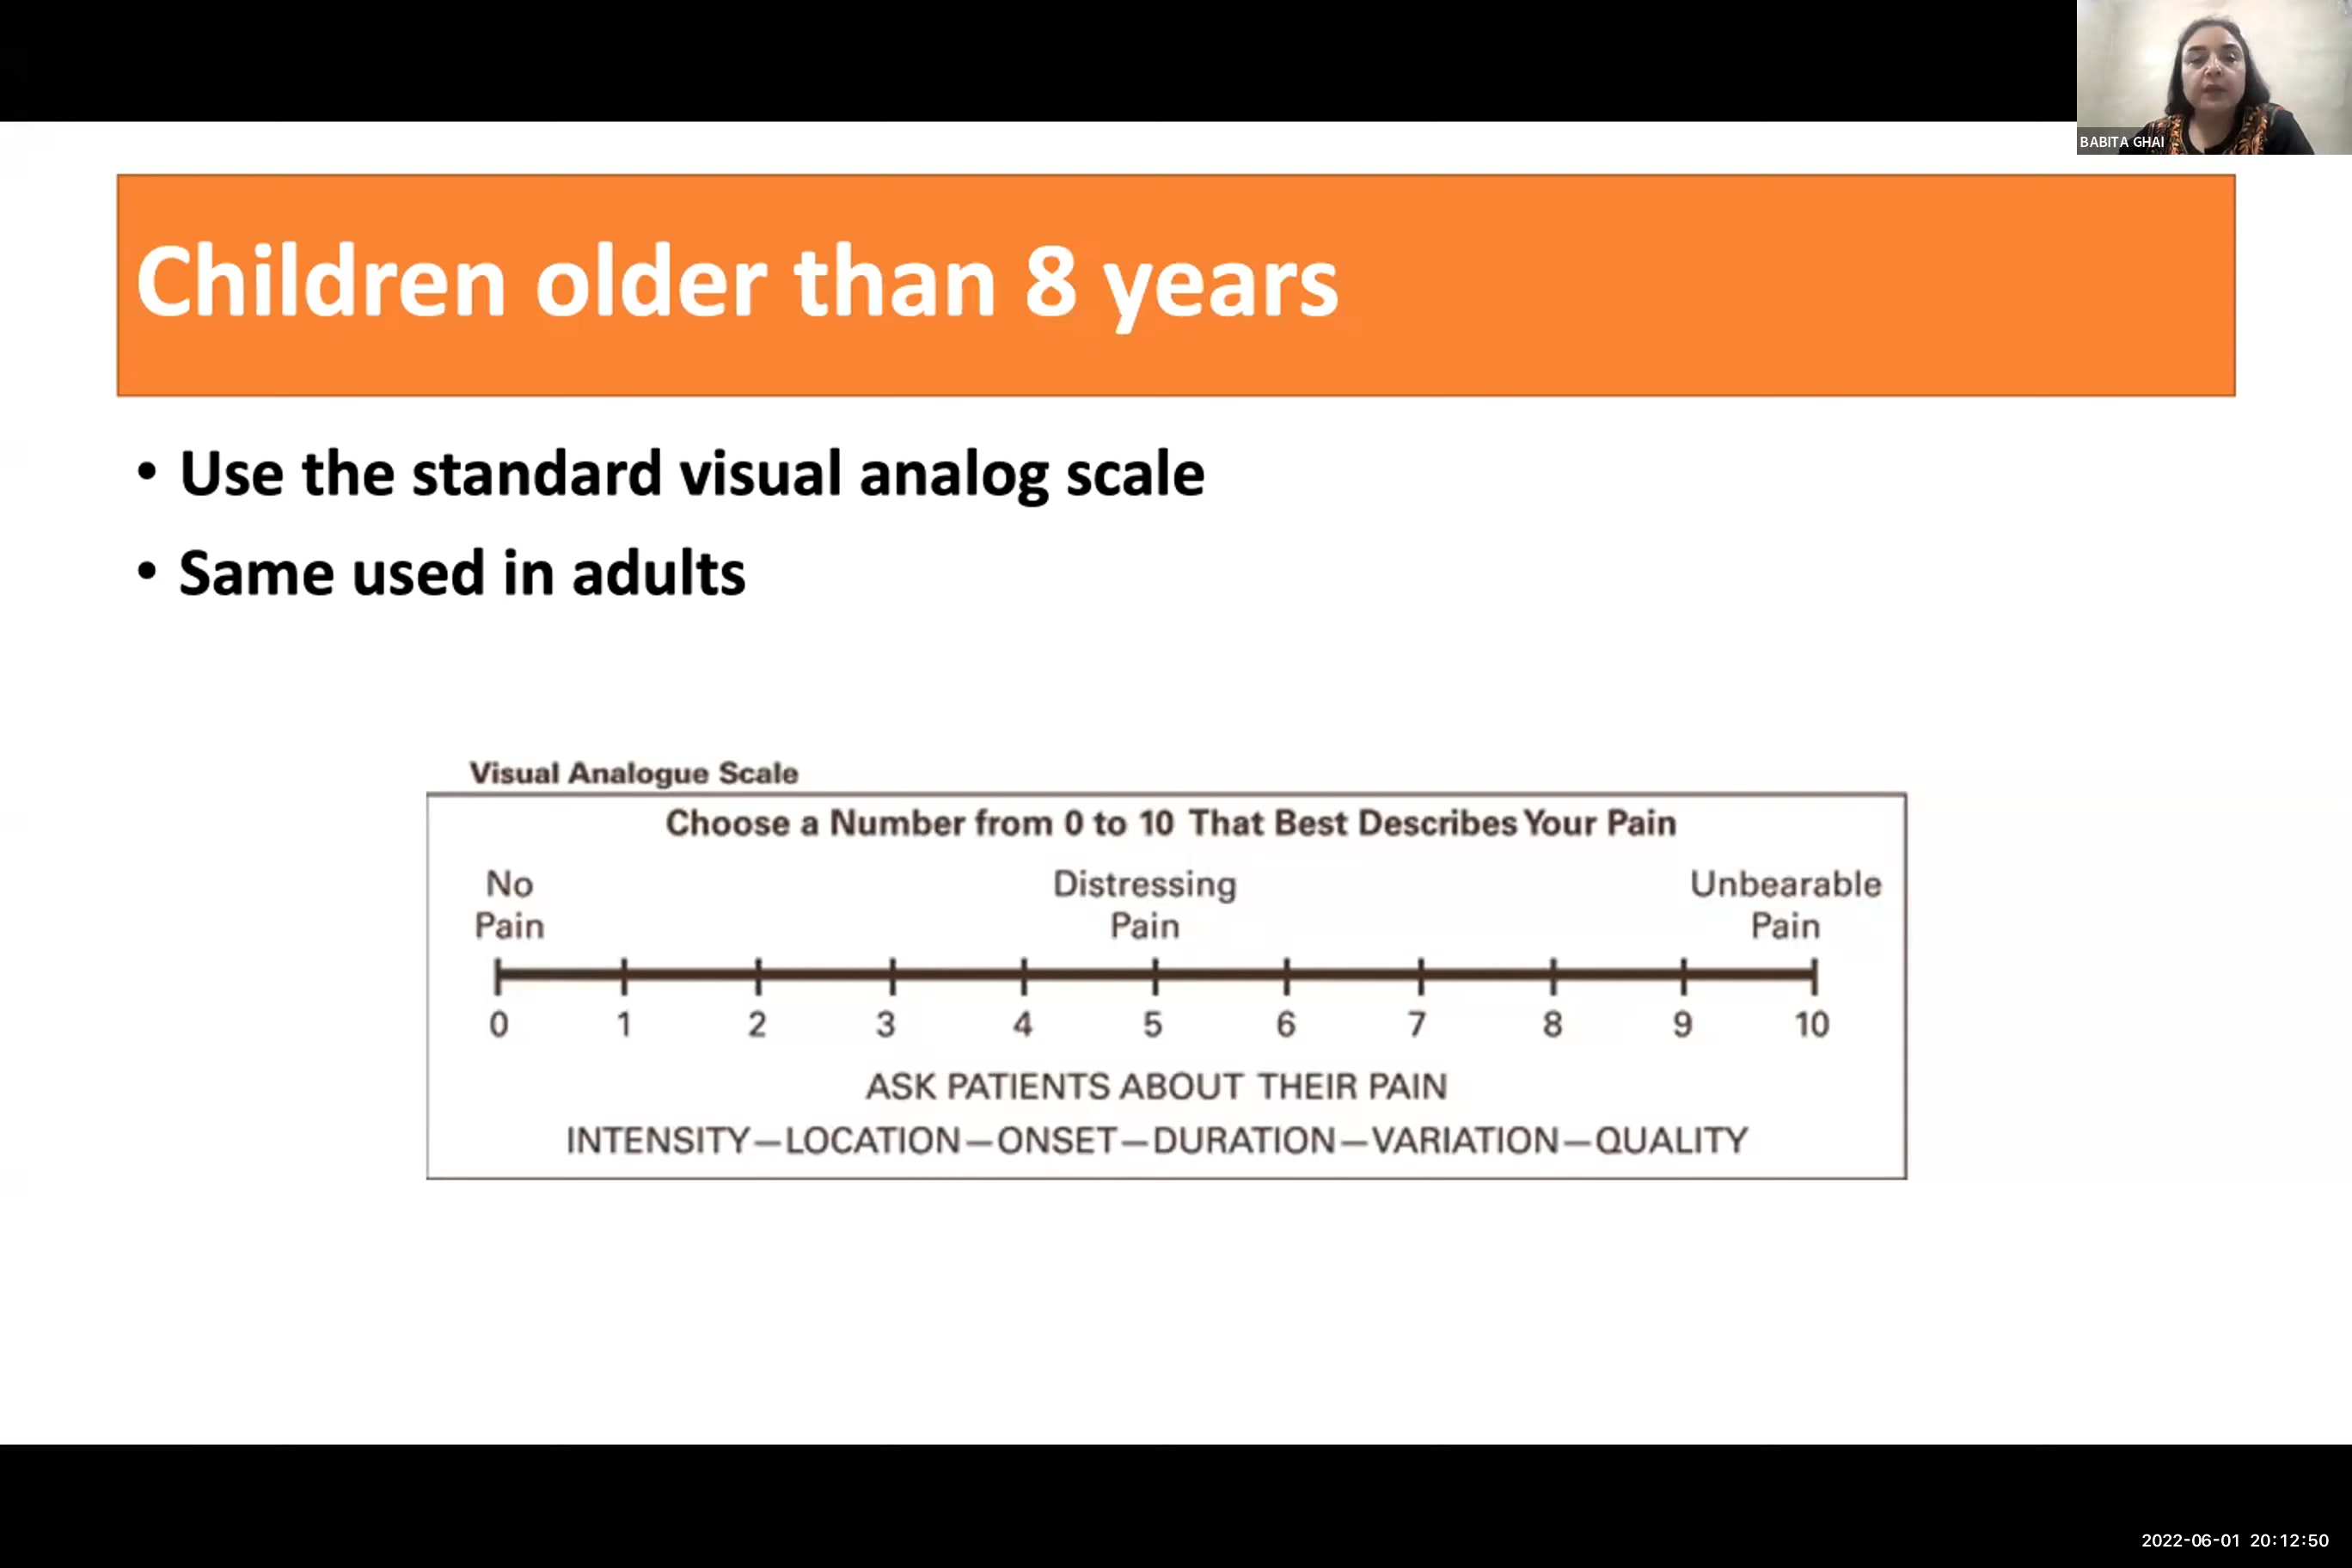 BABITA GHAI
Children older than 8 years
• Use the standard visual analog scale
• Same used in adults
Visual Analogue Scale
Choose a Number from 0 to 10 That Best Describes Your Pain
No Pain
Distressing Pain
Unbearable Pain
0 1 2 3 4 5 6 7 8 9 10
ASK PATIENTS ABOUT THEIR PAIN
INTENSITY—LOCATION—ONSET—DURATION—VARIATION—QUALITY
2022-06-01 20:12:50